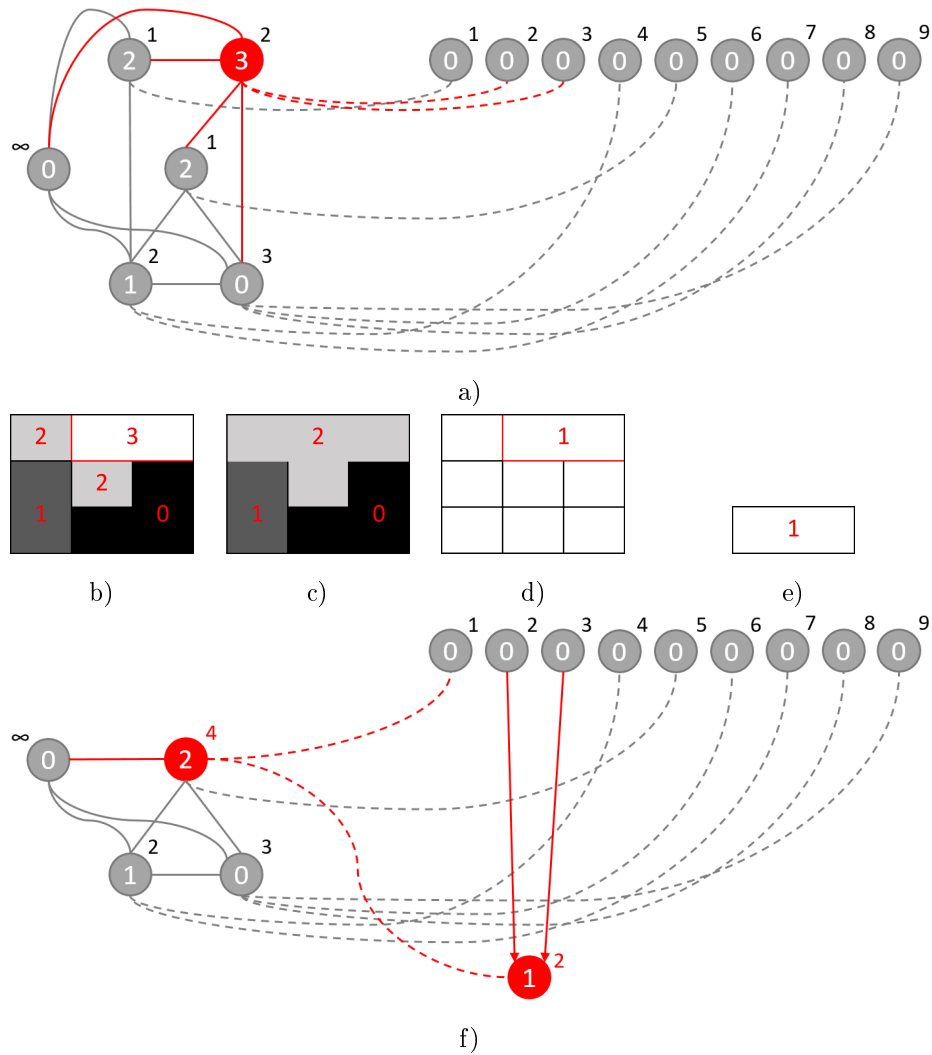 1 2 1 2 3 4 5 6 7 8 9
2 3 0 0 0 0 0 0 0 0 0
∞ 1
0 2
2 3
1 0
a)
2 3 2 1
2
1 0 1 0 1
b) c) d) e)
1 2 3 4 5 6 7 8 9
0 0 0 0 0 0 0 0 0
∞ 4
0 2
2 3
1 0
2
1
f)